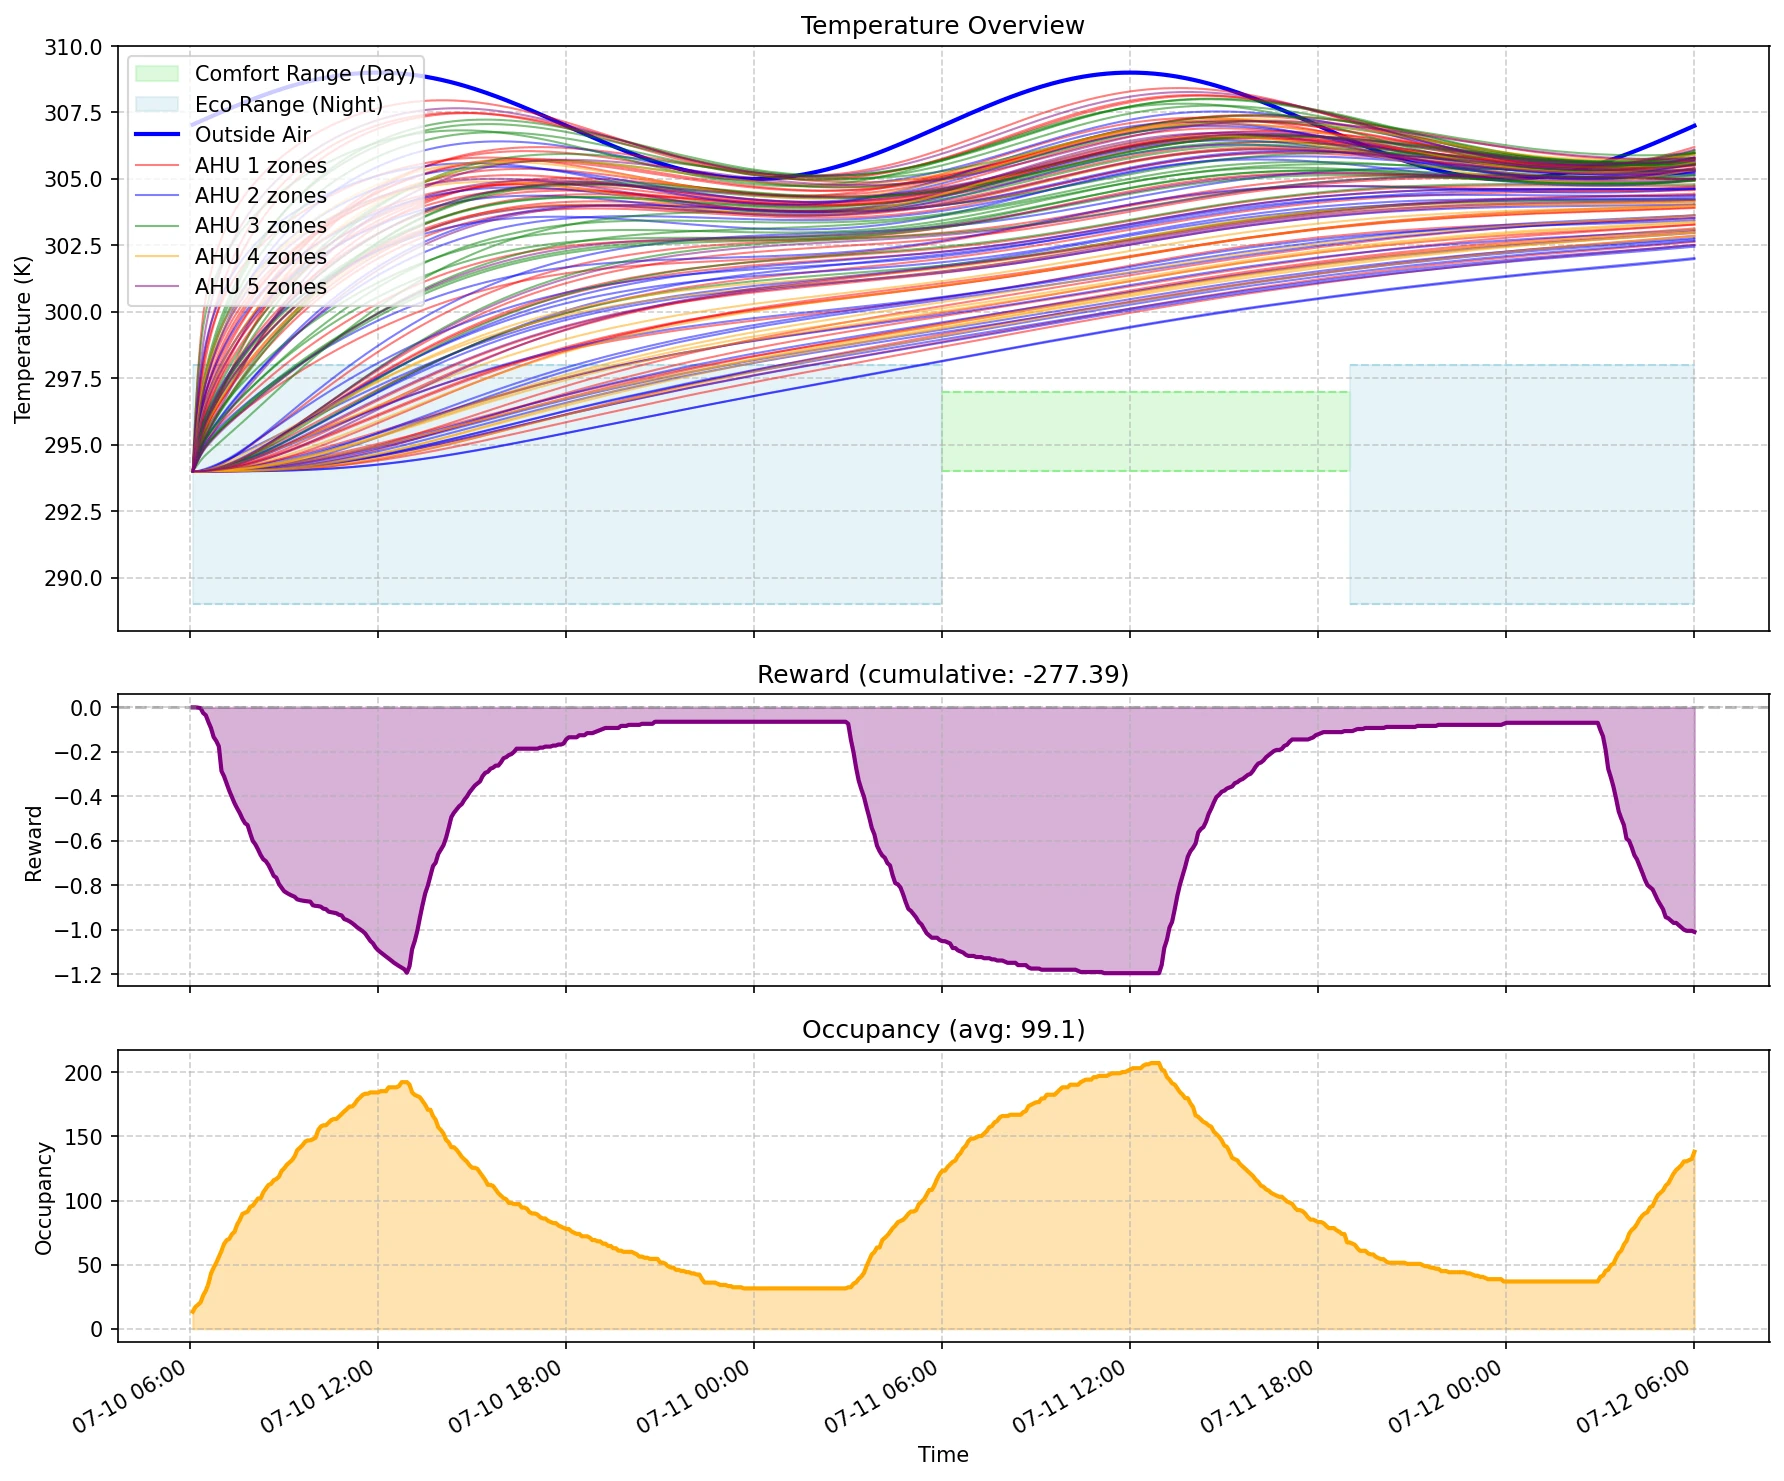 Temperature Overview
310.0
307.5
305.0
302.5
300.0
297.5
295.0
292.5
290.0
Temperature (K)
Comfort Range (Day)
Eco Range (Night)
Outside Air
AHU 1 zones
AHU 2 zones
AHU 3 zones
AHU 4 zones
AHU 5 zones
Reward (cumulative: -277.39)
0.0
−0.2
−0.4
−0.6
−0.8
−1.0
−1.2
Reward
Occupancy (avg: 99.1)
200
150
100
50
0
Occupancy
07-10 06:00
07-10 12:00
07-10 18:00
07-11 00:00
07-11 06:00
07-11 12:00
07-11 18:00
07-12 00:00
07-12 06:00
Time